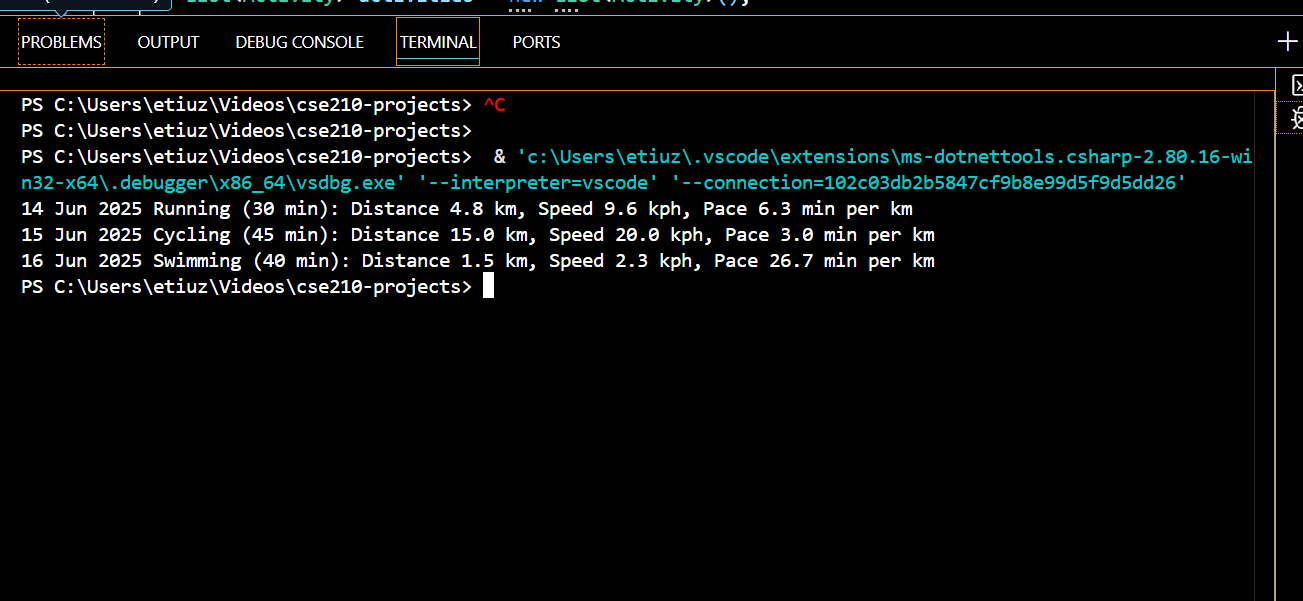 PROBLEMS OUTPUT DEBUG CONSOLE TERMINAL PORTS
PS C:\Users\etiuz\Videos\cse210-projects> ^C
PS C:\Users\etiuz\Videos\cse210-projects>
PS C:\Users\etiuz\Videos\cse210-projects>  & 'c:\Users\etiuz\.vscode\extensions\ms-dotnettools.csharp-2.80.16-wi
n32-x64\.debugger\x86_64\vsdbg.exe' '--interpreter=vscode' '--connection=102c03db2b5847cf9b8e99d5f9d5dd26'
14 Jun 2025 Running (30 min): Distance 4.8 km, Speed 9.6 kph, Pace 6.3 min per km
15 Jun 2025 Cycling (45 min): Distance 15.0 km, Speed 20.0 kph, Pace 3.0 min per km
16 Jun 2025 Swimming (40 min): Distance 1.5 km, Speed 2.3 kph, Pace 26.7 min per km
PS C:\Users\etiuz\Videos\cse210-projects>